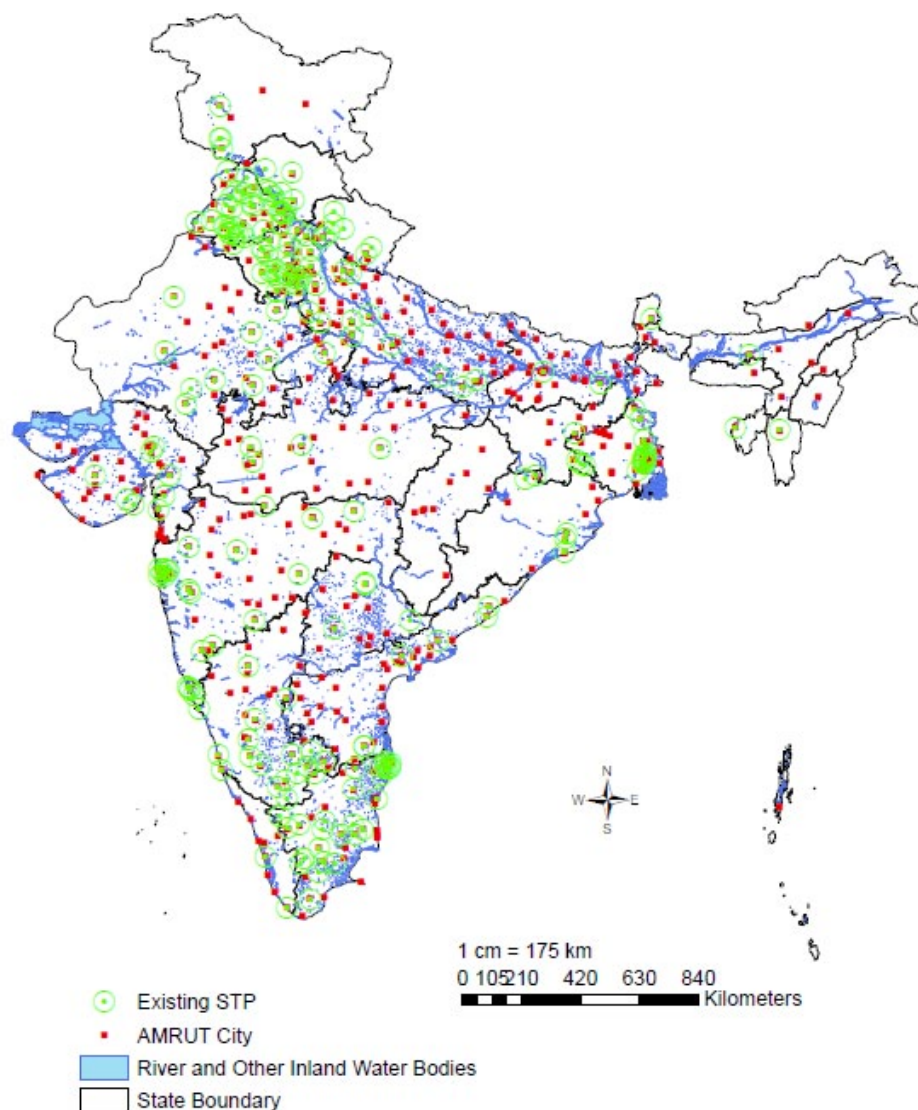 N
W E
S
1 cm = 175 km
0 105 210 420 630 840
Kilometers
Existing STP
AMRUT City
River and Other Inland Water Bodies
State Boundary